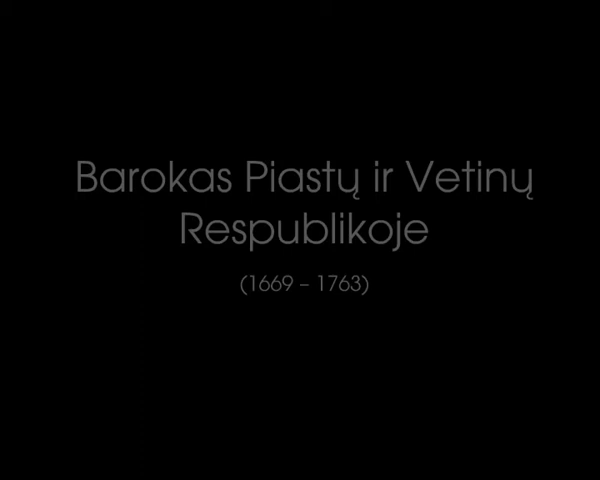 Barokas Piastų ir Vetinų
Respublikoje
(1669 – 1763)